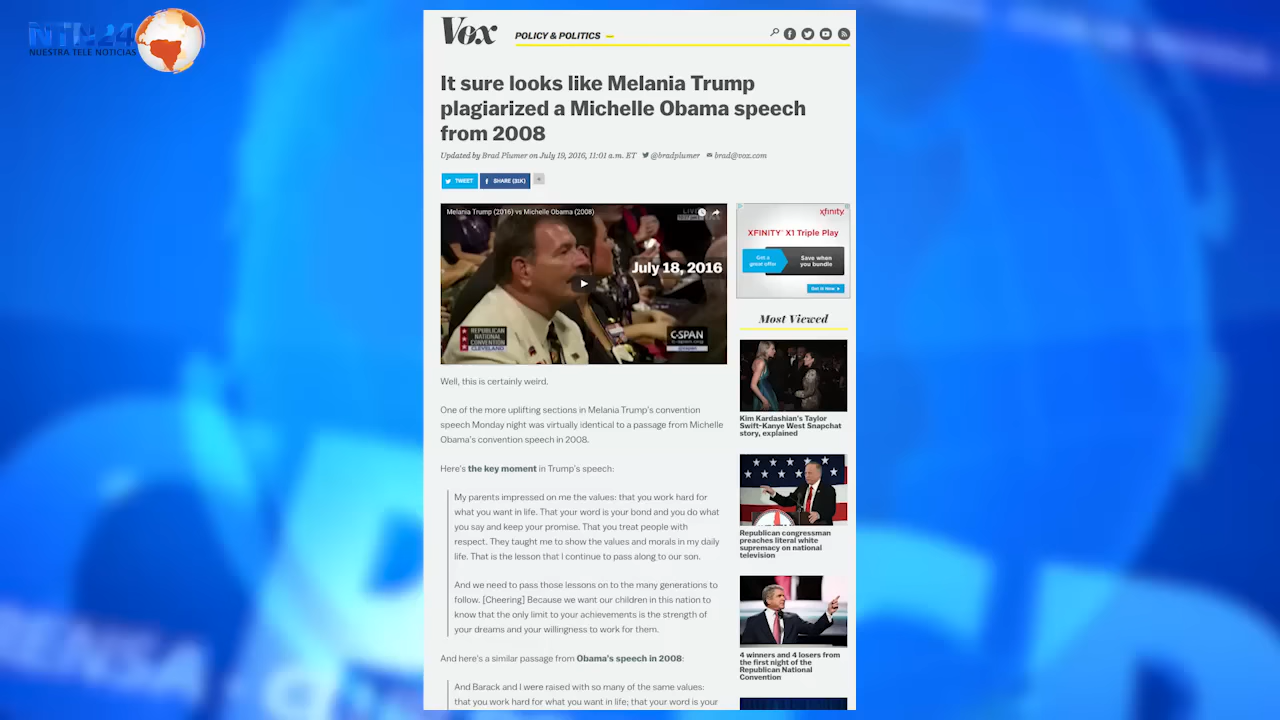 NTN24
NUESTRA TELE NOTICIAS
Vox
POLICY & POLITICS
It sure looks like Melania Trump
plagiarized a Michelle Obama speech
from 2008
Updated by Brad Plumer on July 19, 2016, 11:01 a.m. ET @bradplumer brad@vox.com
TWEET
SHARE (31K)
Melania Trump (2016) vs Michelle Obama (2008)
July 18, 2016
REPUBLICAN
NATIONAL
CONVENTION
CLEVELAND
C-SPAN
xfinity
XFINITY® X1 Triple Play
Get a
great offer
Save when
you bundle
Get it Now
Most Viewed
Kim Kardashian's Taylor
Swift-Kanye West Snapchat
story, explained
Republican congressman
preaches literal white
supremacy on national
television
4 winners and 4 losers from
the first night of the
Republican National
Convention
Well, this is certainly weird.
One of the more uplifting sections in Melania Trump's convention
speech Monday night was virtually identical to a passage from Michelle
Obama's convention speech in 2008.
Here's the key moment in Trump's speech:
My parents impressed on me the values: that you work hard for
what you want in life. That your word is your bond and you do what
you say and keep your promise. That you treat people with
respect. They taught me to show the values and morals in my daily
life. That is the lesson that I continue to pass along to our son.
And we need to pass those lessons on to the many generations to
follow. [Cheering] Because we want our children in this nation to
know that the only limit to your achievements is the strength of
your dreams and your willingness to work for them.
And here's a similar passage from Obama's speech in 2008:
And Barack and I were raised with so many of the same values:
that you work hard for what you want in life; that your word is your